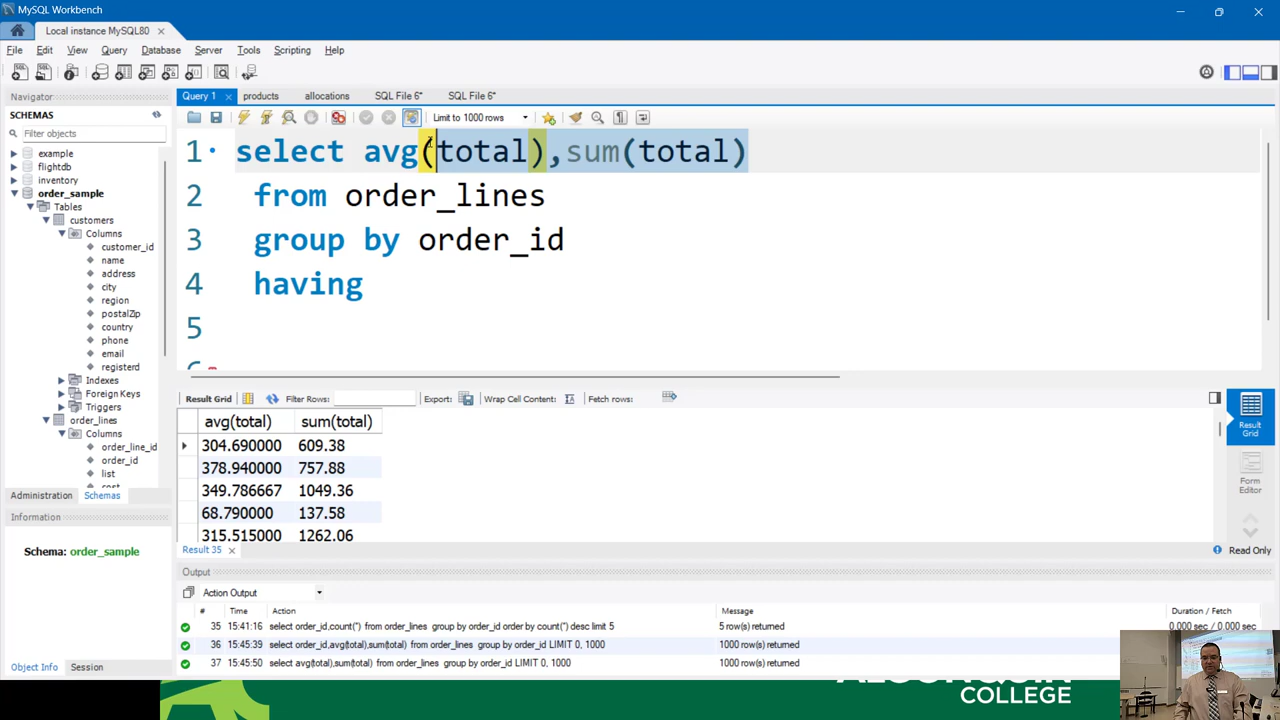 MySQL Workbench
Local instance MySQL80
File Edit View Query Database Server Tools Scripting Help
Navigator
SCHEMAS
Filter objects
example
flightdb
inventory
order_sample
Tables
customers
Columns
customer_id
name
address
city
region
postalZip
country
phone
email
registerd
Indexes
Foreign Keys
Triggers
order_lines
Columns
order_line_id
order_id
list
cost
Administration Schemas
Information
Schema: order_sample
Object Info Session
Query 1 products allocations SQL File 6* SQL File 6*
Limit to 1000 rows
1 select avg(total),sum(total)
2 from order_lines
3 group by order_id
4 having
5
6
Result Grid Filter Rows: Export: Wrap Cell Content: Fetch rows:
avg(total) sum(total)
304.690000 609.38
378.940000 757.88
349.786667 1049.36
68.790000 137.58
315.515000 1262.06
Result 35
Result Grid
Form Editor
Read Only
Output
Action Output
# Time Action Message Duration / Fetch
35 15:41:16 select order_id,count(*) from order_lines group by order_id order by count(*) desc limit 5 5 row(s) returned 0.000 sec / 0.000 sec
36 15:45:39 select order_id,avg(total),sum(total) from order_lines group by order_id LIMIT 0, 1000 1000 row(s) returned
37 15:45:50 select avg(total),sum(total) from order_lines group by order_id LIMIT 0, 1000 1000 row(s) returned
COLLEGE